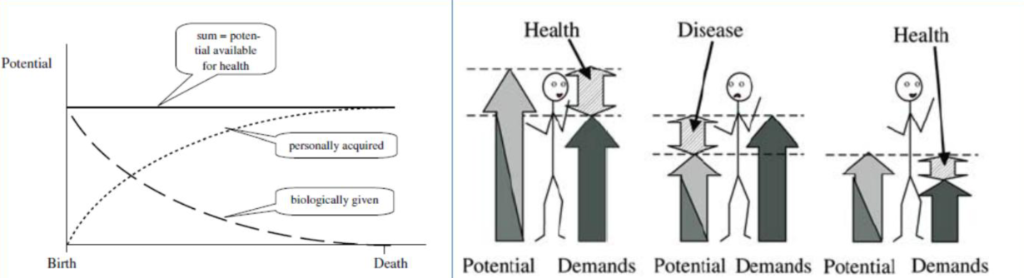 sum = poten-
tial available
for health
Potential
personally acquired
biologically given
Birth
Death
Health
Disease
Health
Potential Demands Potential Demands Potential Demands